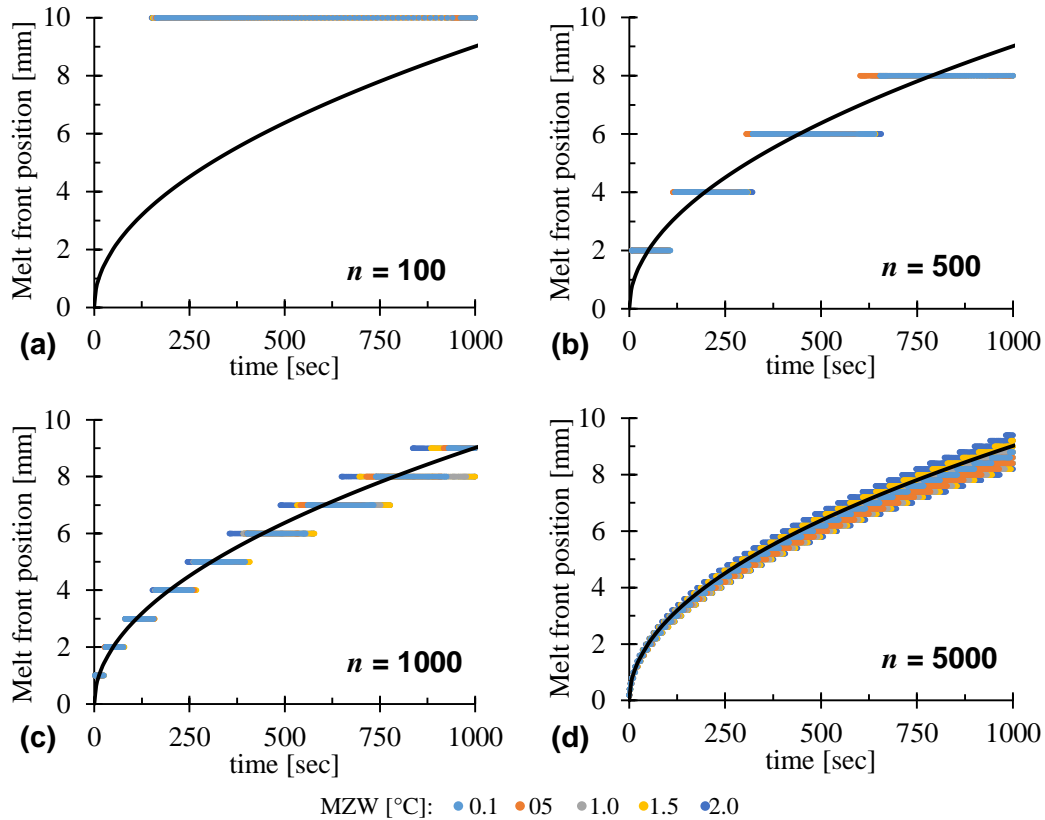 10
8
6
4
2
0
Melt front position [mm]
n = 100
(a)
0 250 500 750 1000
time [sec]
10
8
6
4
2
0
Melt front position [mm]
n = 500
(b)
0 250 500 750 1000
time [sec]
10
8
6
4
2
0
Melt front position [mm]
n = 1000
(c)
0 250 500 750 1000
time [sec]
10
8
6
4
2
0
Melt front position [mm]
n = 5000
(d)
0 250 500 750 1000
time [sec]
MZW [°C]: 0.1 05 1.0 1.5 2.0